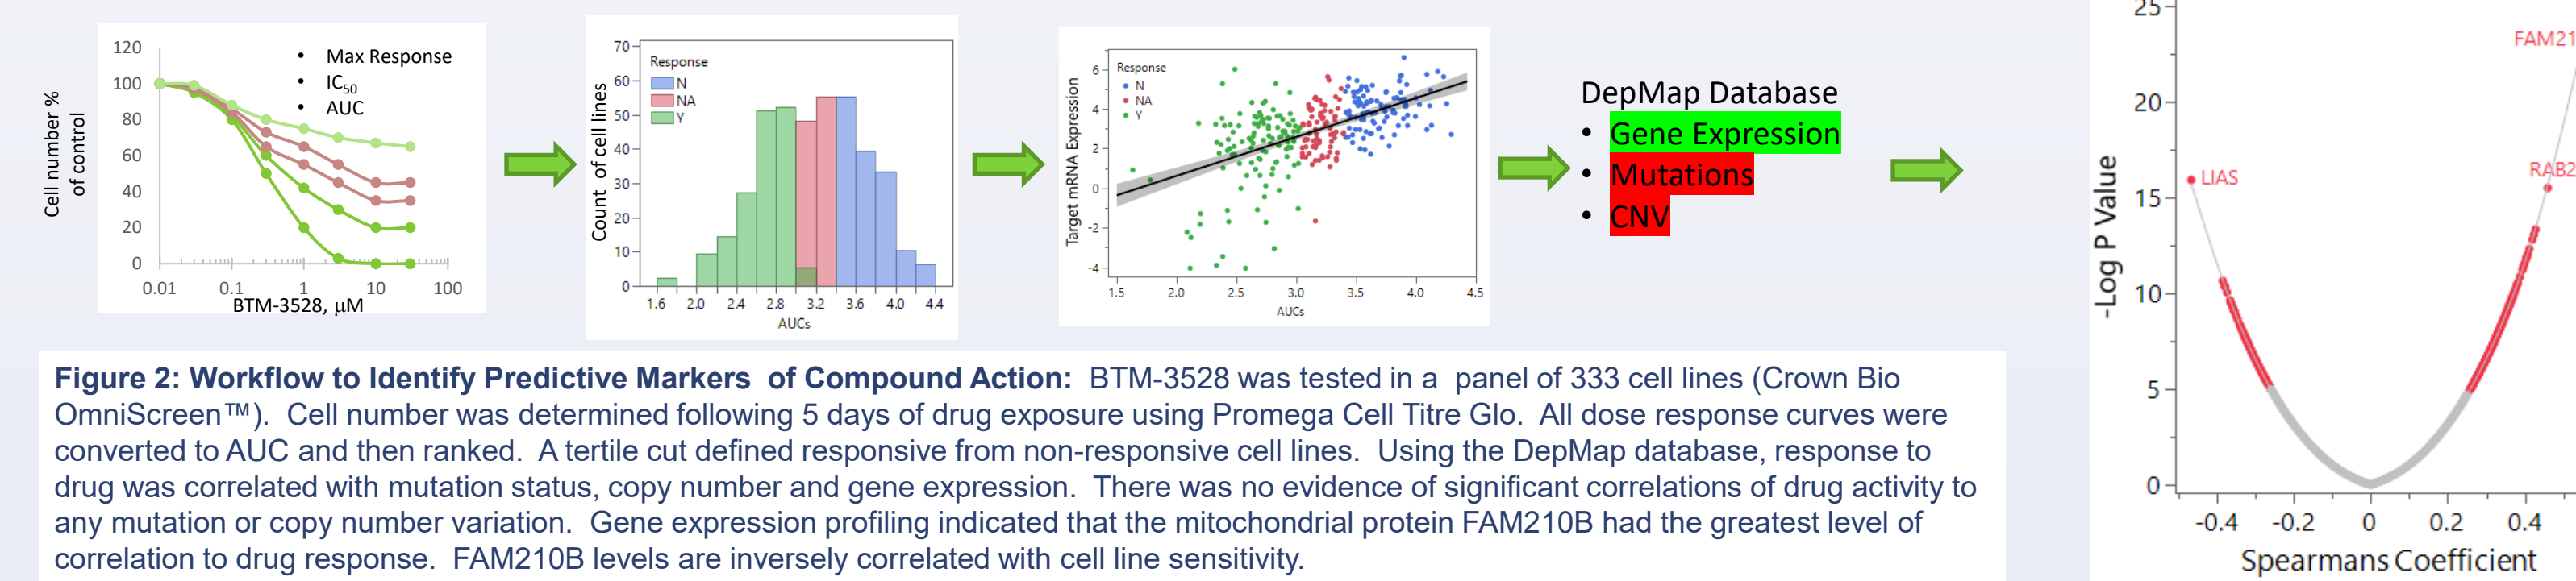 120
100
80
60
40
20
0
0.01 0.1 1 10 100
Cell number %
of control
• Max Response
• IC50
• AUC
BTM-3528, μM
70
60
50
40
30
20
10
0
Count of cell lines
Response
N
NA
Y
1.6 2.0 2.4 2.8 3.2 3.6 4.0 4.4
AUCs
6
4
2
0
-2
-4
Target mRNA Expression
Response
N
NA
Y
1.5 2.0 2.5 3.0 3.5 4.0 4.5
AUCs
DepMap Database
• Gene Expression
• Mutations
• CNV
25
20
15
10
5
0
-Log P Value
FAM21
RAB2
LIAS
-0.4 -0.2 0 0.2 0.4
Spearmans Coefficient
Figure 2: Workflow to Identify Predictive Markers of Compound Action: BTM-3528 was tested in a panel of 333 cell lines (Crown Bio
OmniScreen™). Cell number was determined following 5 days of drug exposure using Promega Cell Titre Glo. All dose response curves were
converted to AUC and then ranked. A tertile cut defined responsive from non-responsive cell lines. Using the DepMap database, response to
drug was correlated with mutation status, copy number and gene expression. There was no evidence of significant correlations of drug activity to
any mutation or copy number variation. Gene expression profiling indicated that the mitochondrial protein FAM210B had the greatest level of
correlation to drug response. FAM210B levels are inversely correlated with cell line sensitivity.